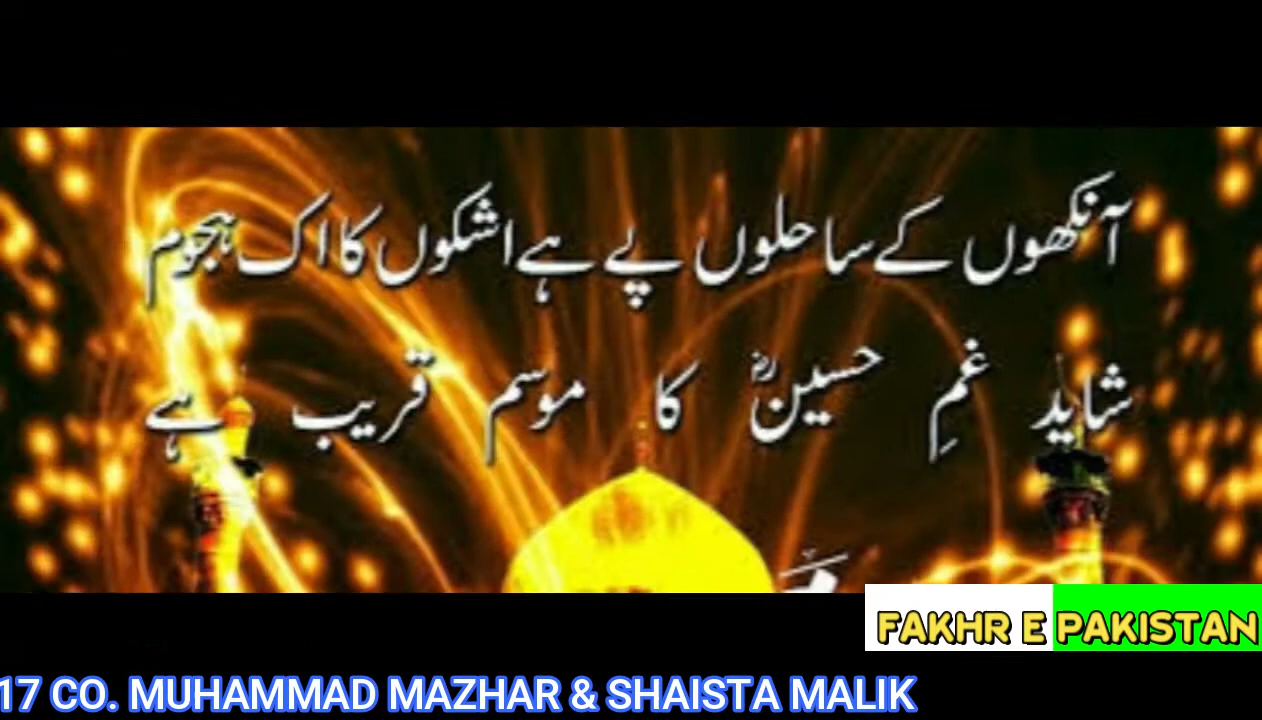 آنکھوں کے ساحلوں پے ہے اشکوں کا اک ہجوم
شاید غمِ حسینؓ کا موسم قریب ہے
FAKHR E PAKISTAN
17 CO. MUHAMMAD MAZHAR & SHAISTA MALIK